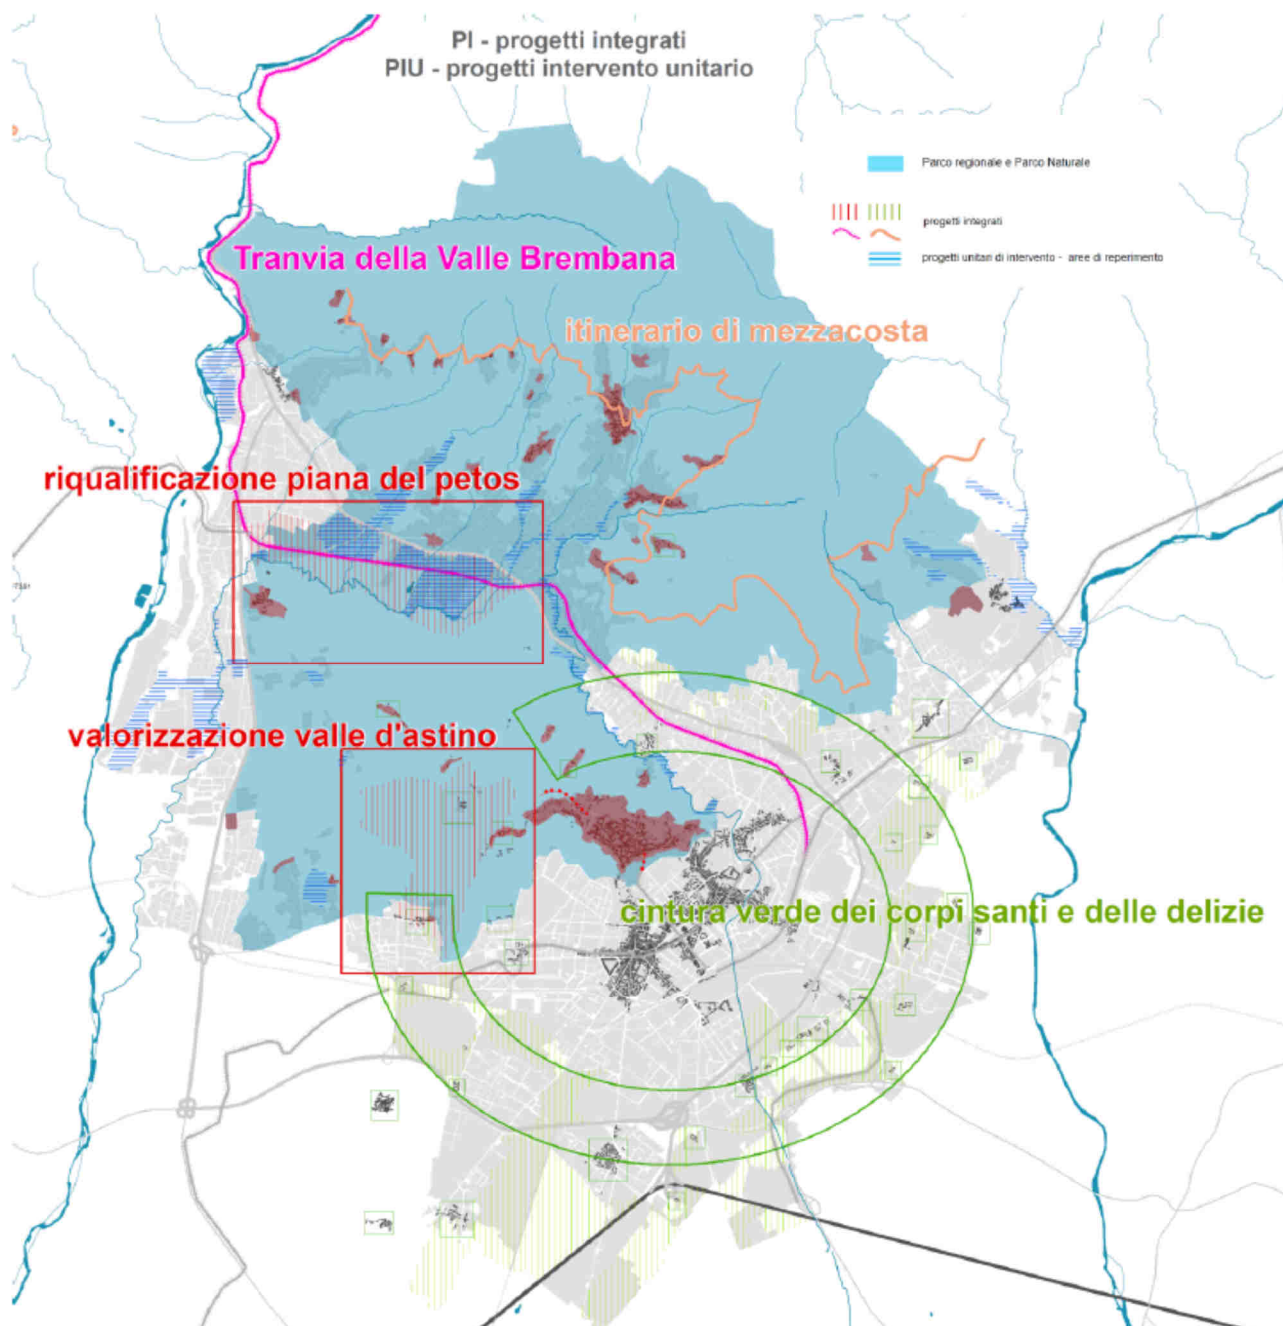 PI - progetti integrati
PIU - progetti intervento unitario
Parco regionale e Parco Naturale
progetti integrati
progetti unitari di intervento - aree di reperimento
Tranvia della Valle Brembana
itinerario di mezzacosta
riqualificazione piana del petos
valorizzazione valle d'astino
cintura verde dei corpi santi e delle delizie